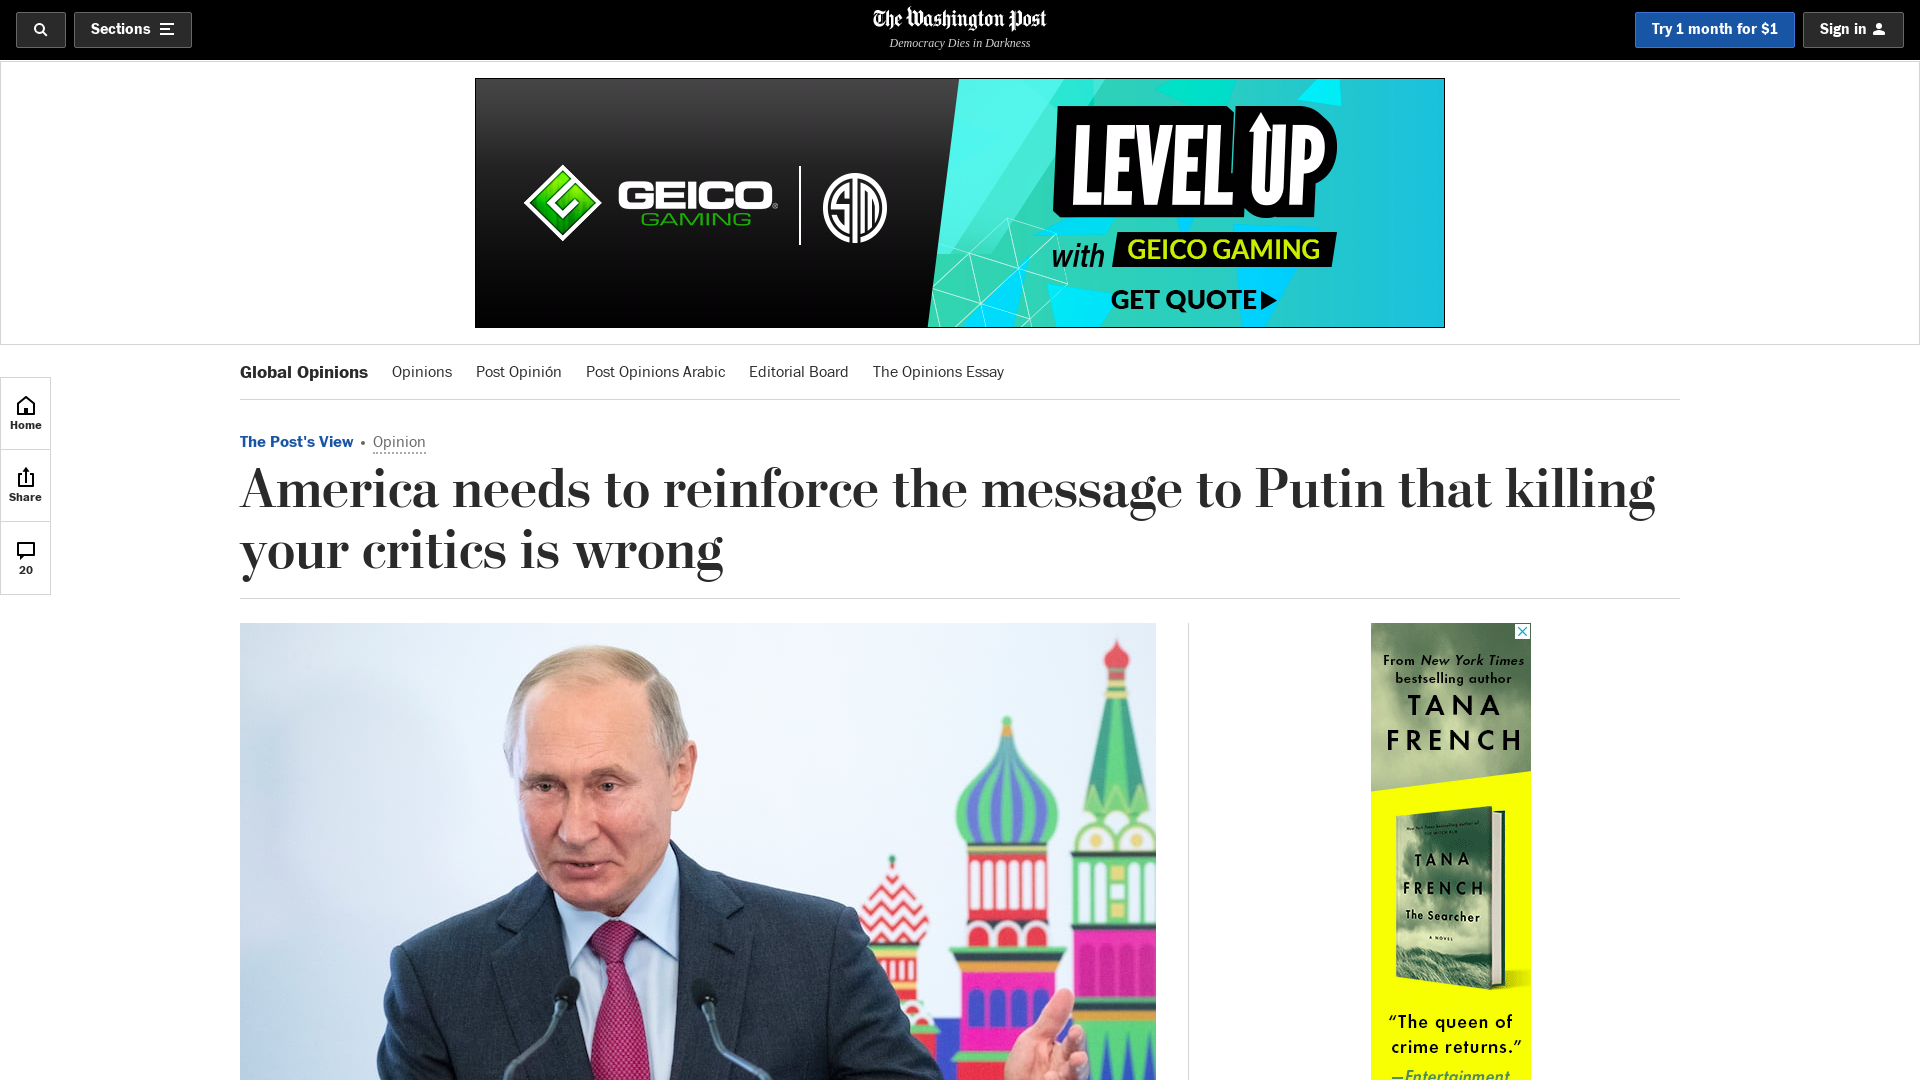 Sections
The Washington Post
Democracy Dies in Darkness
Try 1 month for $1
Sign in
GEICO
GAMING
TSM
LEVEL UP
with GEICO GAMING
GET QUOTE
Global Opinions
Opinions
Post Opinión
Post Opinions Arabic
Editorial Board
The Opinions Essay
Home
Share
20
The Post's View • Opinion
America needs to reinforce the message to Putin that killing
your critics is wrong
From New York Times
bestselling author
TANA
FRENCH
TANA
FRENCH
The Searcher
A NOVEL
“The queen of
crime returns.”
—Entertainment